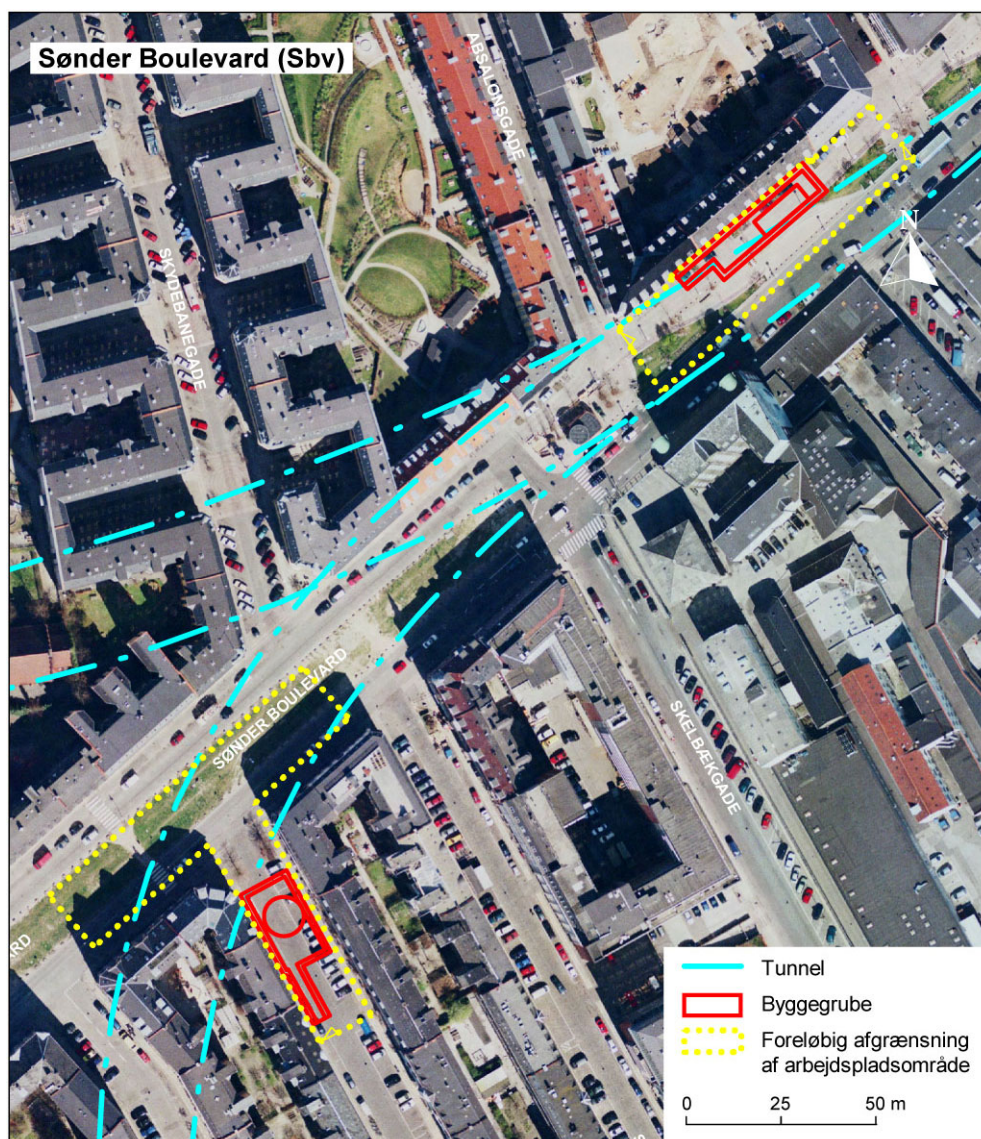 Sønder Boulevard (Sbv)
ABSALONSGADE
N
SKYDEBANEGADE
SØNDER BOULEVARD
SKELBÆKGADE
Tunnel
Byggegrube
Foreløbig afgrænsning
af arbejdspladsområde
0 25 50 m